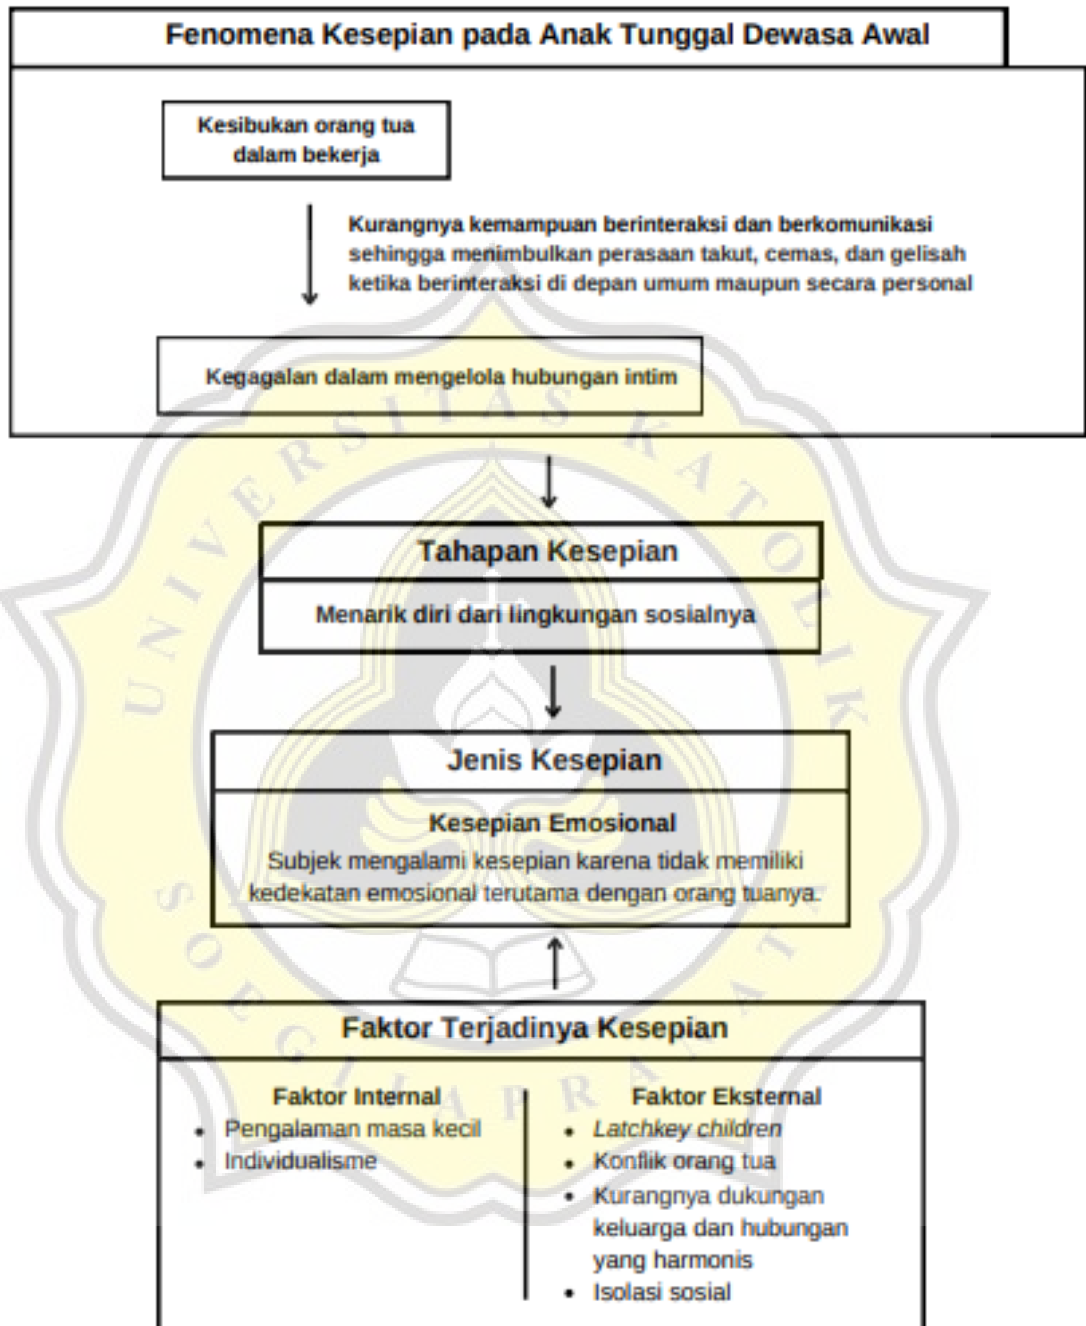 Fenomena Kesepian pada Anak Tunggal Dewasa Awal
Kesibukan orang tua
dalam bekerja
Kurangnya kemampuan berinteraksi dan berkomunikasi
sehingga menimbulkan perasaan takut, cemas, dan gelisah
ketika berinteraksi di depan umum maupun secara personal
Kegagalan dalam mengelola hubungan intim
Tahapan Kesepian
Menarik diri dari lingkungan sosialnya
Jenis Kesepian
Kesepian Emosional
Subjek mengalami kesepian karena tidak memiliki
kedekatan emosional terutama dengan orang tuanya.
Faktor Terjadinya Kesepian
Faktor Internal
• Pengalaman masa kecil
• Individualisme
Faktor Eksternal
• Latchkey children
• Konflik orang tua
• Kurangnya dukungan
keluarga dan hubungan
yang harmonis
• Isolasi sosial
UNIVERSITAS KATOLIK
SOEGIJAPRANATA